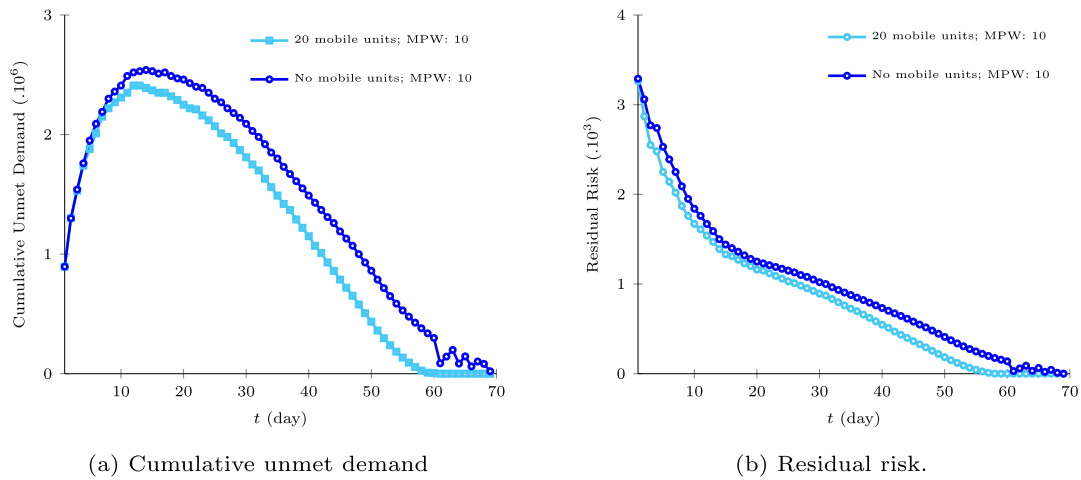 3
2
1
0
Cumulative Unmet Demand (.10⁶)
20 mobile units; MPW: 10
No mobile units; MPW: 10
10 20 30 40 50 60 70
t (day)
(a) Cumulative unmet demand
4
3
2
1
0
Residual Risk (.10³)
20 mobile units; MPW: 10
No mobile units; MPW: 10
10 20 30 40 50 60 70
t (day)
(b) Residual risk.